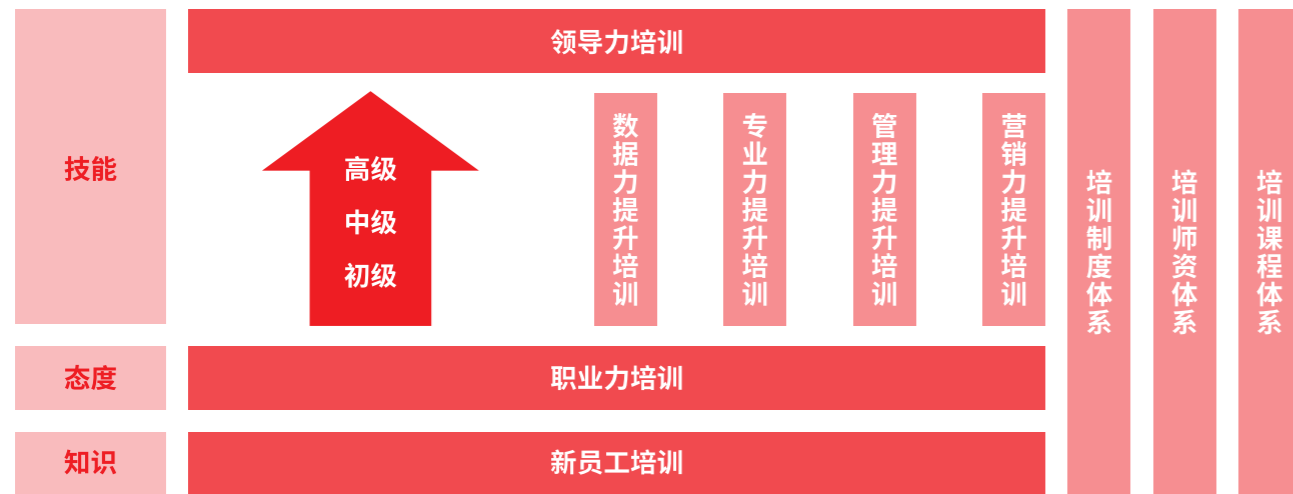 技能
领导力培训
高级
中级
初级
数据力提升培训
专业力提升培训
管理力提升培训
营销力提升培训
态度
职业力培训
知识
新员工培训
培训制度体系
培训师资体系
培训课程体系